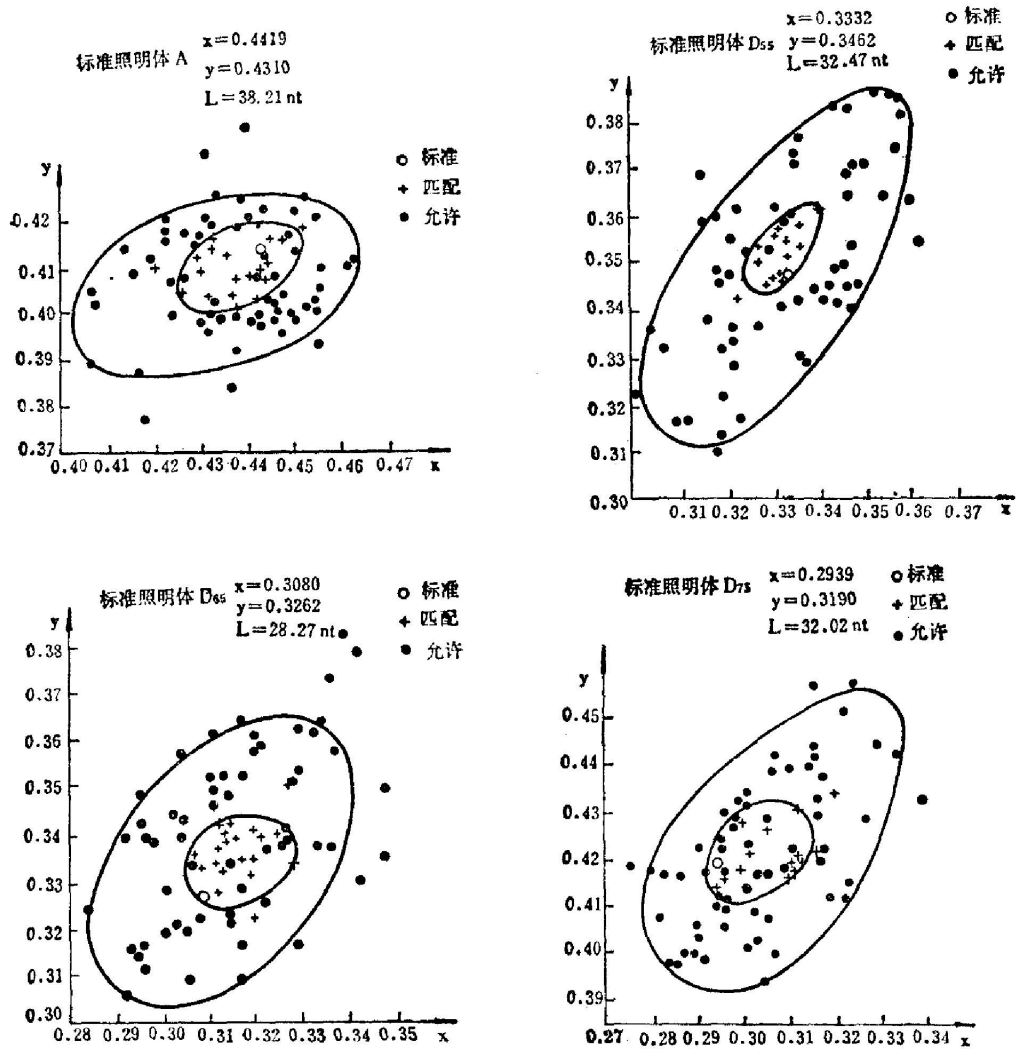 标准照明体 A
x=0.4419
y=0.4310
L=38.21 nt
○ 标准
+ 匹配
● 允许
y
0.42
0.41
0.40
0.39
0.38
0.37
0.40 0.41 0.42 0.43 0.44 0.45 0.46 0.47
x
标准照明体 D55
x=0.3332
y=0.3462
L=32.47 nt
○ 标准
+ 匹配
● 允许
y
0.38
0.37
0.36
0.35
0.34
0.33
0.32
0.31
0.30
0.31 0.32 0.33 0.34 0.35 0.36 0.37
x
标准照明体 D65
x=0.3080
y=0.3262
L=28.27 nt
○ 标准
+ 匹配
● 允许
y
0.38
0.37
0.36
0.35
0.34
0.33
0.32
0.31
0.30
0.28 0.29 0.30 0.31 0.32 0.33 0.35
x
标准照明体 D75
x=0.2939
y=0.3190
L=32.02 nt
○ 标准
+ 匹配
● 允许
y
0.45
0.44
0.43
0.42
0.41
0.40
0.39
0.27 0.28 0.29 0.30 0.31 0.32 0.33 0.34
x